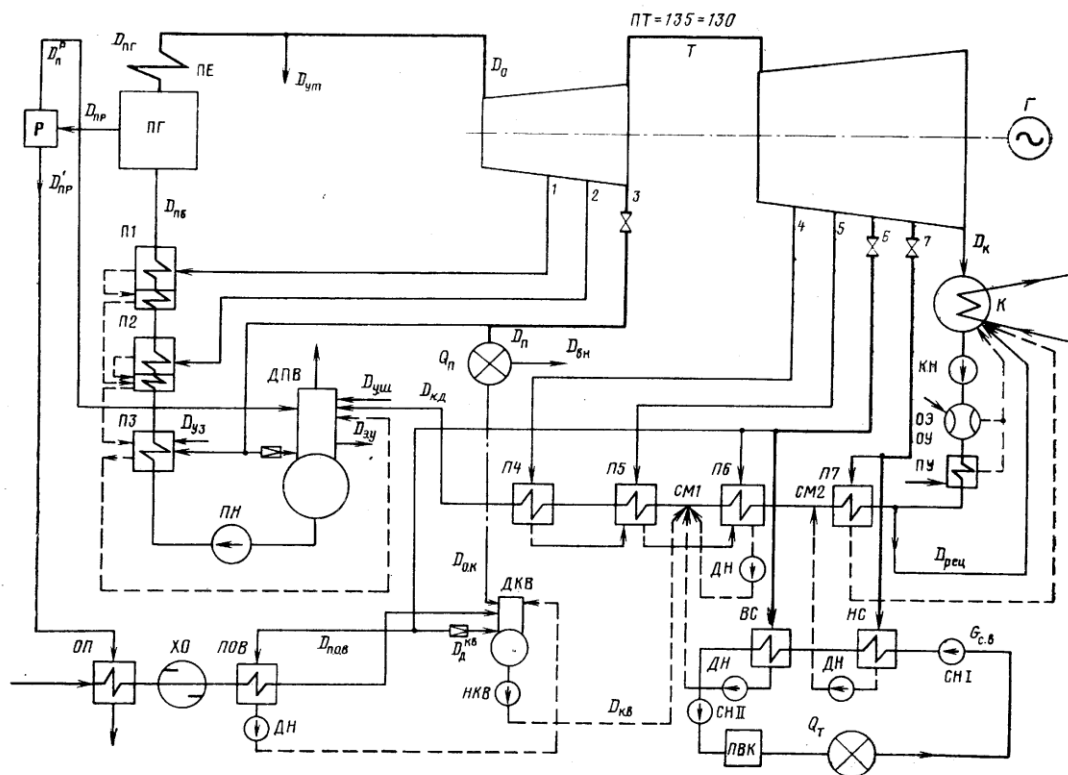 ПТ=135=130
D_п^р
D_пг
ПЕ
D_ут
D_0
Т
Г
Р
D_пр
ПГ
D'_пр
D_пв
1
2
3
4
5
6
7
D_к
П1
К
П2
D_п
Q_п
D_вн
КН
ДПВ
D_уш
D_кд
ОЭ
ОУ
П3
D_уз
D_зу
П4
П5
СМ1
П6
СМ2
П7
ПУ
ПН
D_рец
D_о.к
ДН
ДКВ
ВС
НС
ОП
ХО
ПОВ
D_пов
D_д^кв
G_с.в
ДН
ДН
СН I
НКВ
D_кв
СН II
ДН
ПВК
Q_т